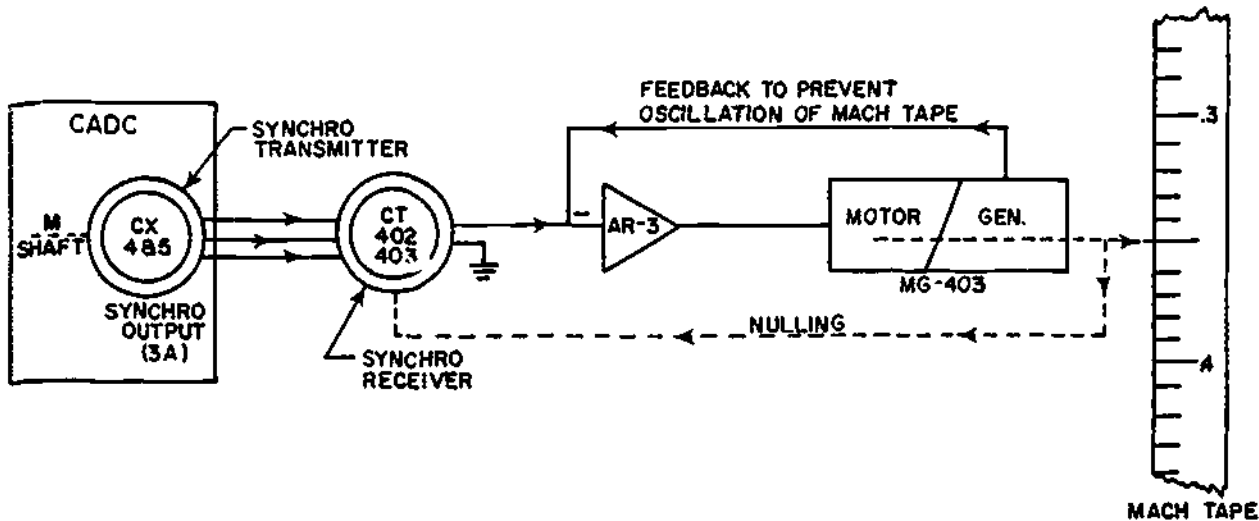 CADC
SYNCHRO
TRANSMITTER
M
SHAFT
CX
485
SYNCHRO
OUTPUT
(3A)
CT
402
403
SYNCHRO
RECEIVER
FEEDBACK TO PREVENT
OSCILLATION OF MACH TAPE
-
AR-3
MOTOR
GEN.
MG-403
NULLING
.3
.4
MACH TAPE